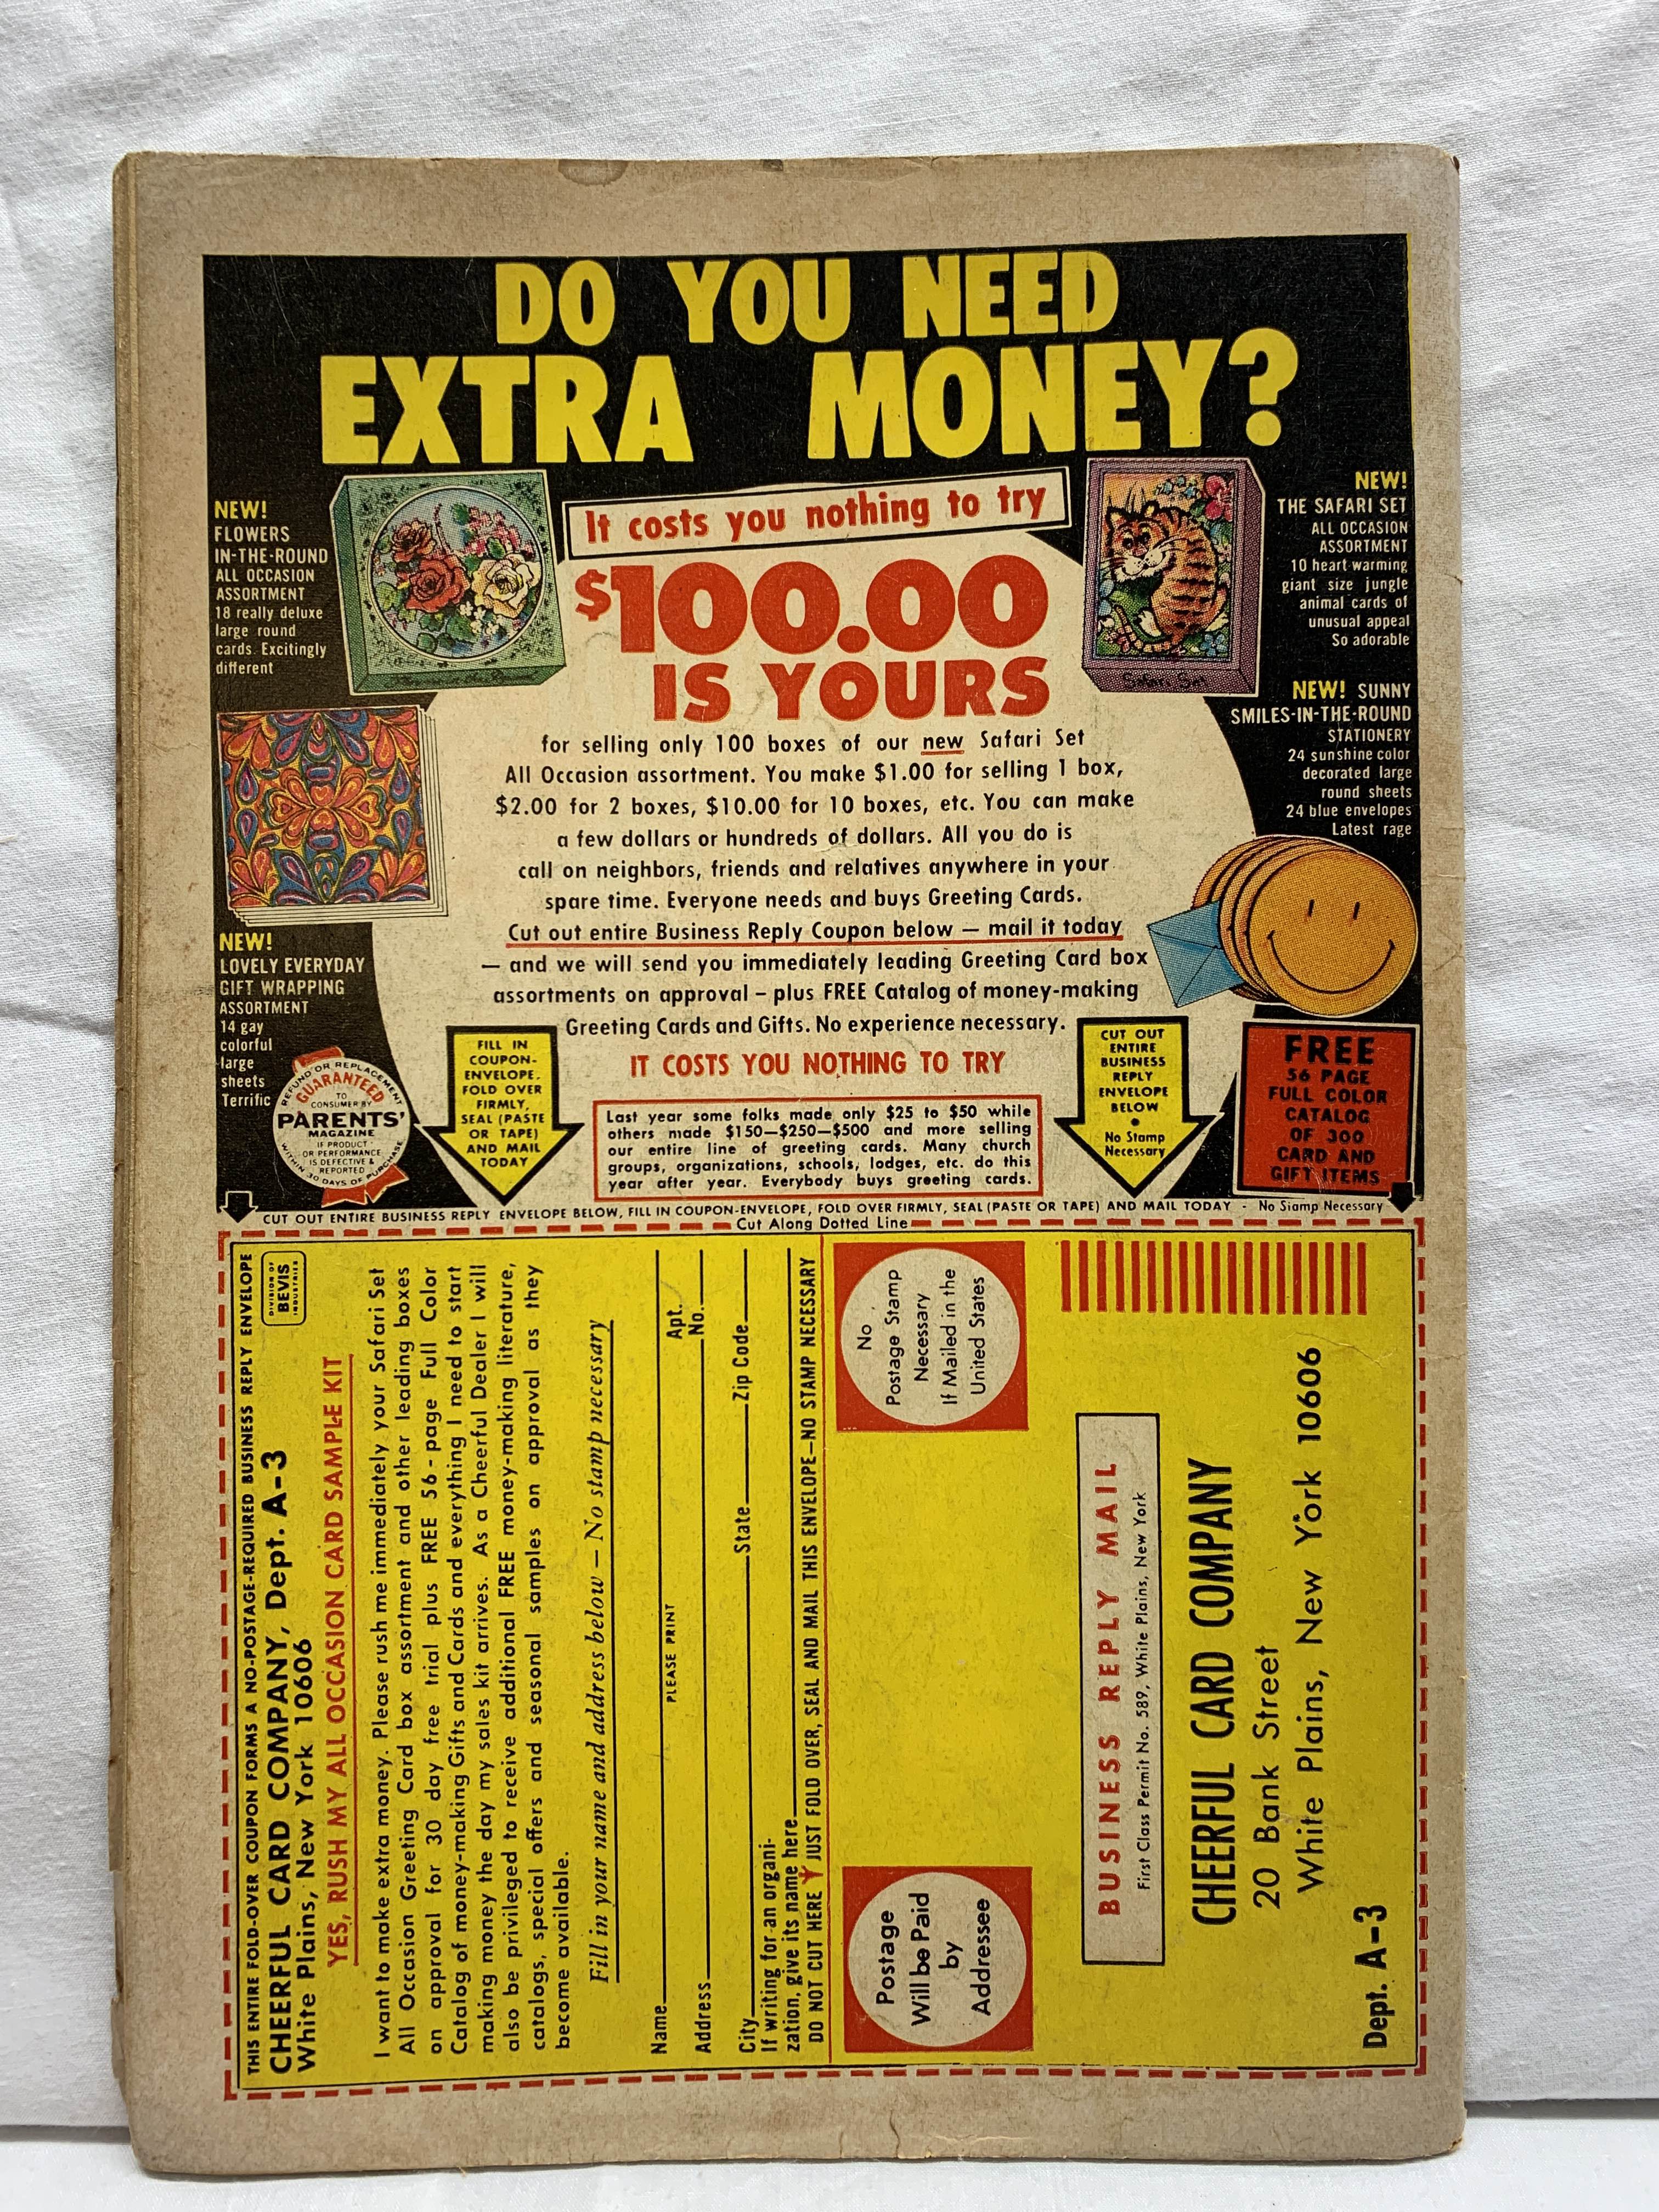 DO YOU NEED
EXTRA MONEY?
It costs you nothing to try
$100.00
IS YOURS
NEW!
FLOWERS
IN-THE-ROUND
ALL OCCASION
ASSORTMENT
18 really deluxe
large round
cards. Excitingly
different
NEW!
THE SAFARI SET
ALL OCCASION
ASSORTMENT
10 heart warming
giant size jungle
animal cards of
unusual appeal
So adorable
Safari Set
NEW! SUNNY
SMILES-IN-THE-ROUND
STATIONERY
24 sunshine color
decorated large
round sheets
24 blue envelopes
Latest rage
for selling only 100 boxes of our new Safari Set
All Occasion assortment. You make $1.00 for selling 1 box,
$2.00 for 2 boxes, $10.00 for 10 boxes, etc. You can make
a few dollars or hundreds of dollars. All you do is
call on neighbors, friends and relatives anywhere in your
spare time. Everyone needs and buys Greeting Cards.
Cut out entire Business Reply Coupon below — mail it today
— and we will send you immediately leading Greeting Card box
assortments on approval – plus FREE Catalog of money-making
Greeting Cards and Gifts. No experience necessary.
IT COSTS YOU NOTHING TO TRY
NEW!
LOVELY EVERYDAY
GIFT WRAPPING
ASSORTMENT
14 gay
colorful
large
sheets
Terrific
REFUND OR REPLACEMENT
GUARANTEED
TO
CONSUMER BY
PARENTS'
MAGAZINE
IF PRODUCT
OR PERFORMANCE
IS DEFECTIVE &
REPORTED
WITHIN 30 DAYS OF PURCHASE
FILL IN
COUPON-
ENVELOPE.
FOLD OVER
FIRMLY,
SEAL (PASTE
OR TAPE)
AND MAIL
TODAY
Last year some folks made only $25 to $50 while
others made $150—$250—$500 and more selling
our entire line of greeting cards. Many church
groups, organizations, schools, lodges, etc. do this
year after year. Everybody buys greeting cards.
CUT OUT
ENTIRE
BUSINESS
REPLY
ENVELOPE
BELOW
•
No Stamp
Necessary
FREE
56 PAGE
FULL COLOR
CATALOG
OF 300
CARD AND
GIFT ITEMS
CUT OUT ENTIRE BUSINESS REPLY ENVELOPE BELOW, FILL IN COUPON-ENVELOPE, FOLD OVER FIRMLY, SEAL (PASTE OR TAPE) AND MAIL TODAY - No Stamp Necessary
Cut Along Dotted Line
THIS ENTIRE FOLD-OVER COUPON FORMS A NO-POSTAGE-REQUIRED BUSINESS REPLY ENVELOPE
CHEERFUL CARD COMPANY, Dept. A-3
White Plains, New York 10606
DIVISION OF
BEVIS
INDUSTRIES
YES, RUSH MY ALL OCCASION CARD SAMPLE KIT
I want to make extra money. Please rush me immediately your Safari Set
All Occasion Greeting Card box assortment and other leading boxes
on approval for 30 day free trial plus FREE 56-page Full Color
Catalog of money-making Gifts and Cards and everything I need to start
making money the day my sales kit arrives. As a Cheerful Dealer I will
also be privileged to receive additional FREE money-making literature,
catalogs, special offers and seasonal samples on approval as they
become available.
Fill in your name and address below — No stamp necessary
Name
PLEASE PRINT
Address
Apt.
No.
City
State
Zip Code
If writing for an organi-
zation, give its name here
DO NOT CUT HERE JUST FOLD OVER, SEAL AND MAIL THIS ENVELOPE—NO STAMP NECESSARY
No
Postage Stamp
Necessary
If Mailed in the
United States
Postage
Will be Paid
by
Addressee
BUSINESS REPLY MAIL
First Class Permit No. 589, White Plains, New York
CHEERFUL CARD COMPANY
20 Bank Street
White Plains, New York 10606
Dept. A-3